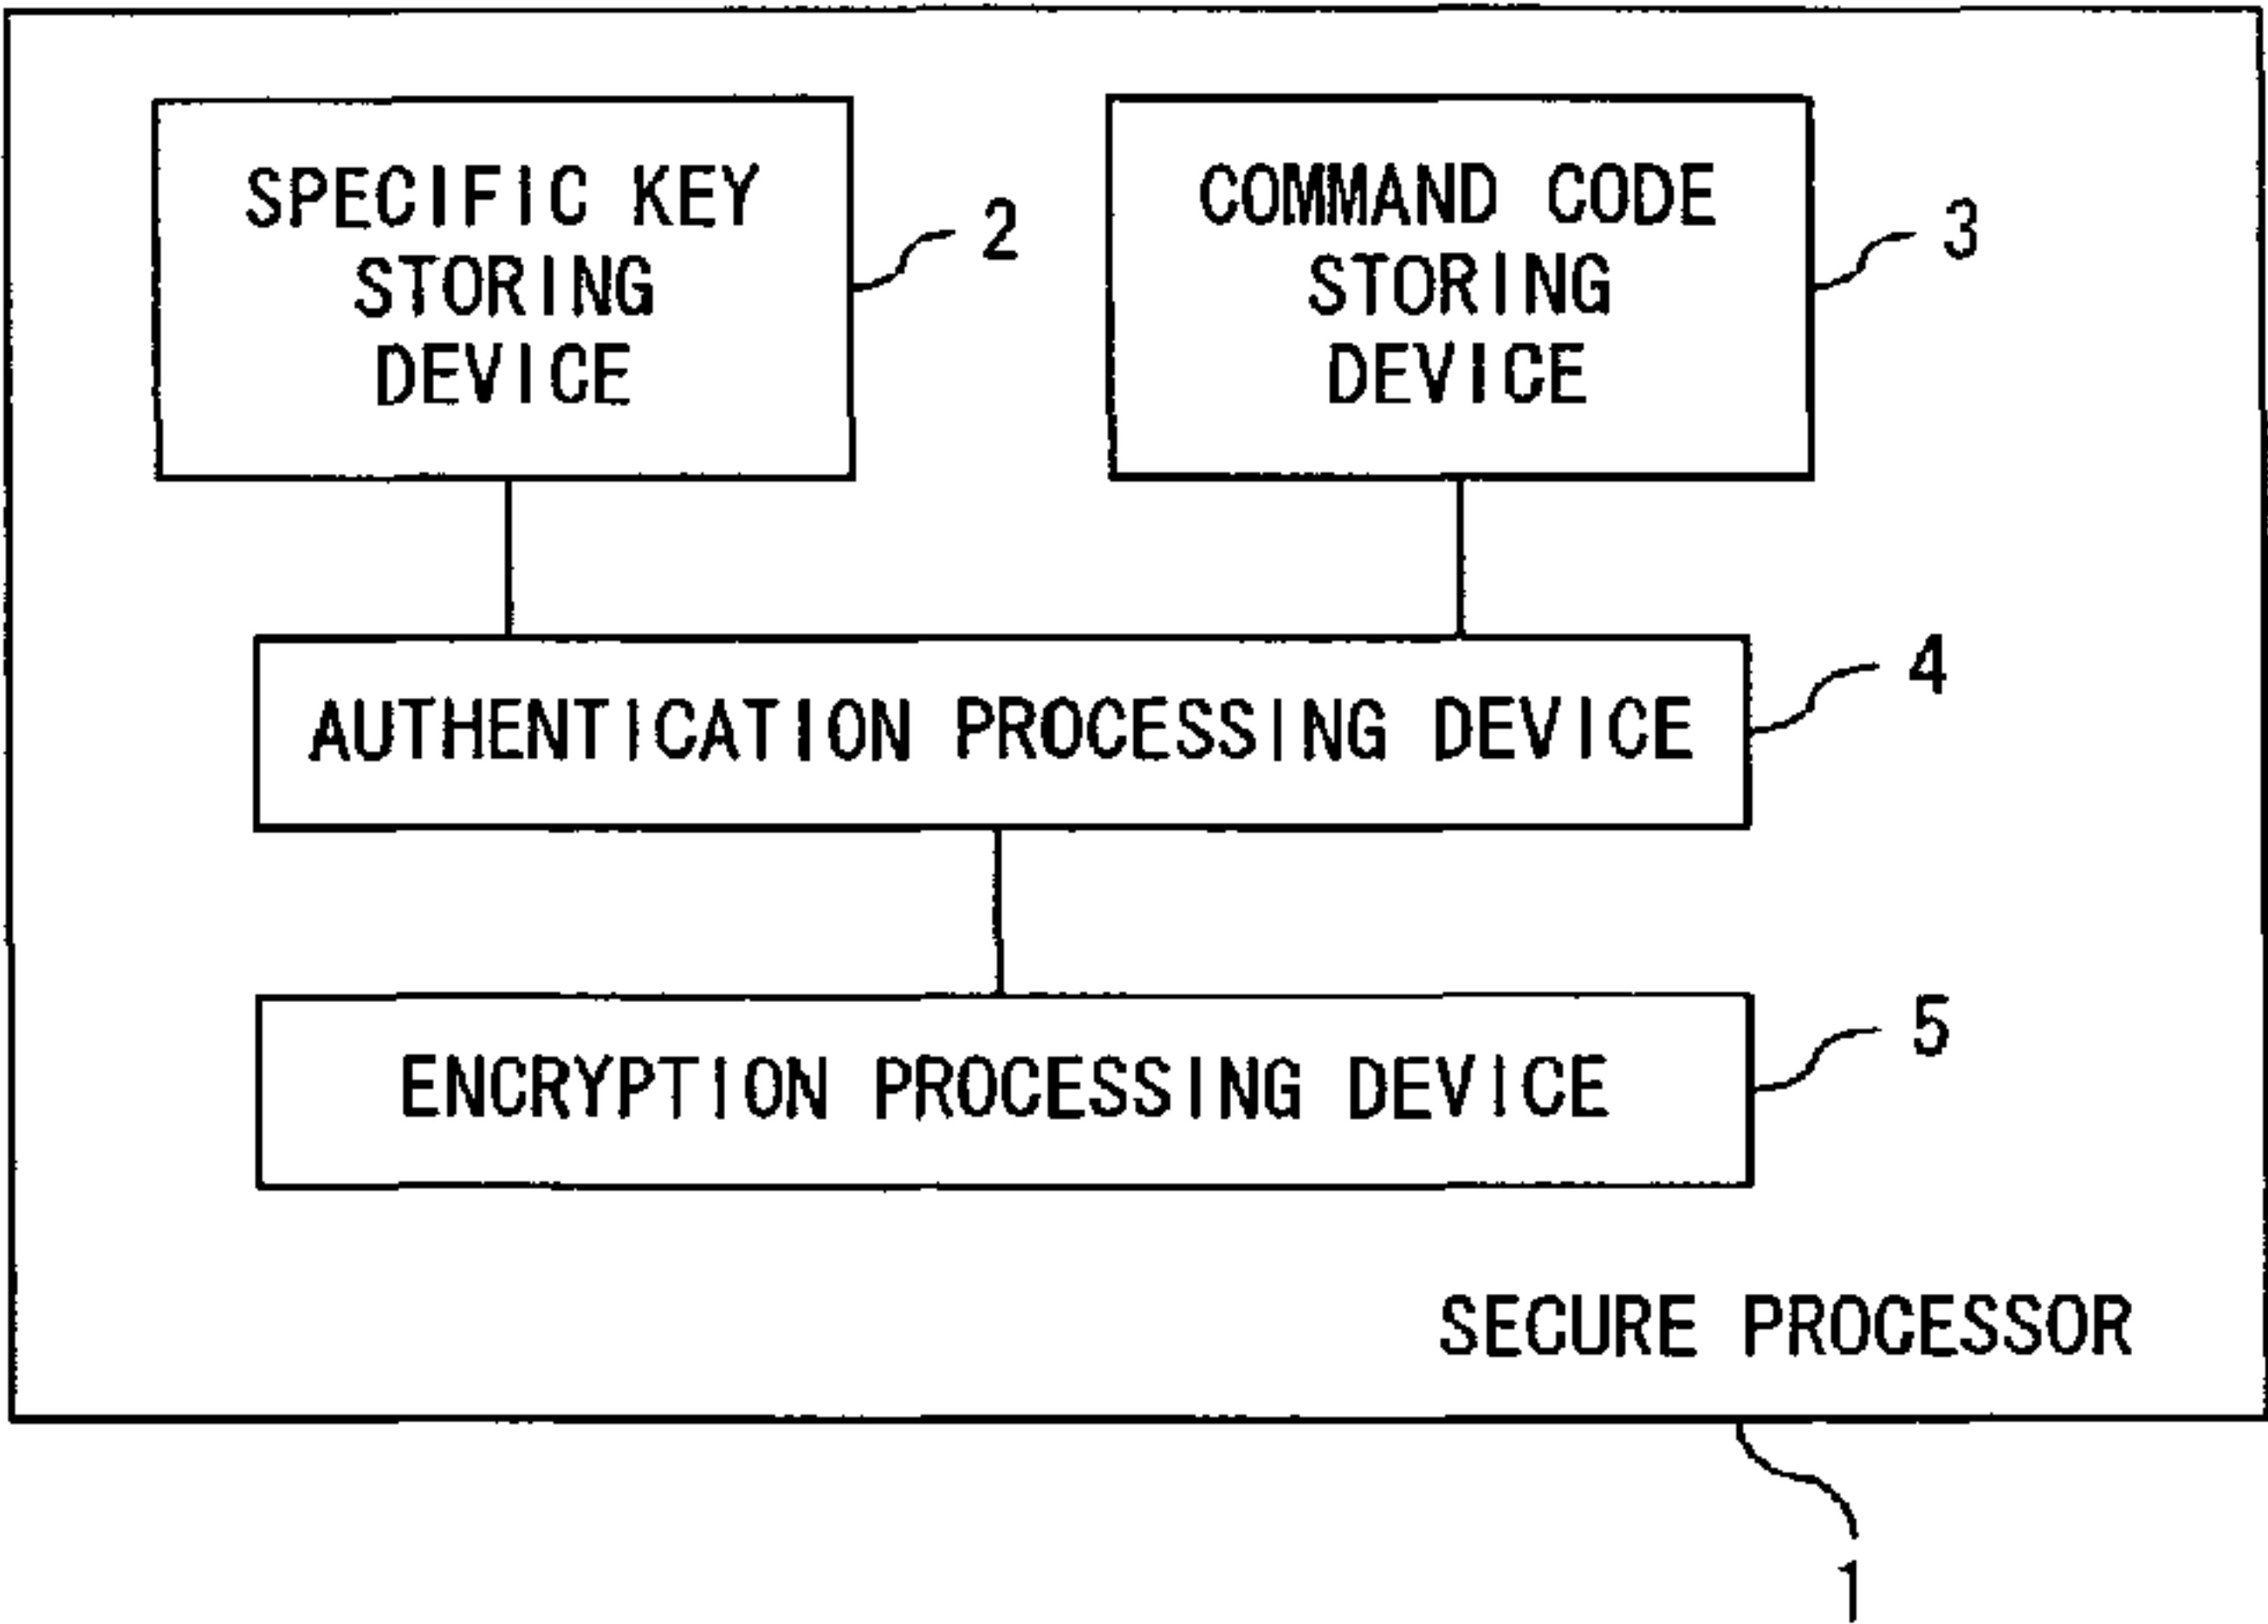 SPECIFIC KEY
STORING
DEVICE
2
COMMAND CODE
STORING
DEVICE
3
AUTHENTICATION PROCESSING DEVICE
4
ENCRYPTION PROCESSING DEVICE
5
SECURE PROCESSOR
1